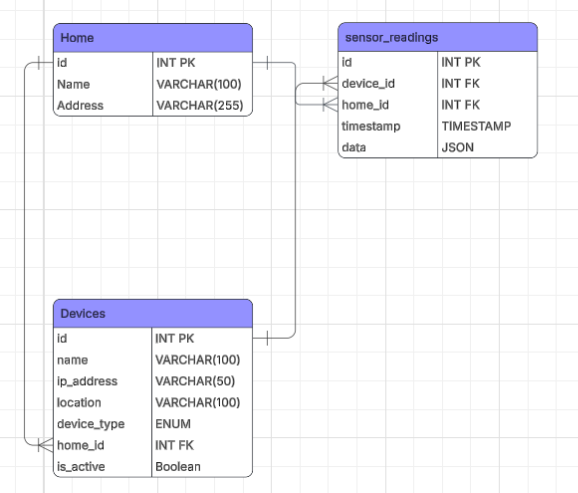 Home
id INT PK
Name VARCHAR(100)
Address VARCHAR(255)
sensor_readings
id INT PK
device_id INT FK
home_id INT FK
timestamp TIMESTAMP
data JSON
Devices
id INT PK
name VARCHAR(100)
ip_address VARCHAR(50)
location VARCHAR(100)
device_type ENUM
home_id INT FK
is_active Boolean